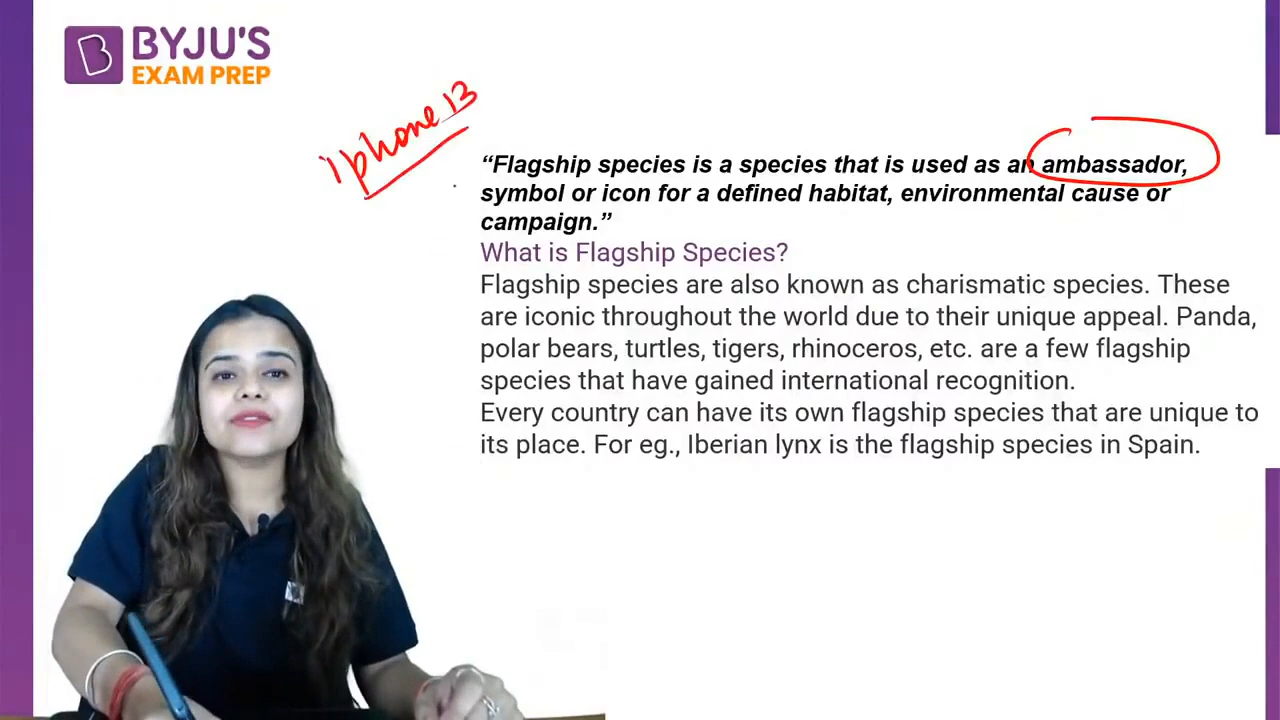 BYJU'S
EXAM PREP
Iphone 13
“Flagship species is a species that is used as an ambassador,
symbol or icon for a defined habitat, environmental cause or
campaign.”
What is Flagship Species?
Flagship species are also known as charismatic species. These
are iconic throughout the world due to their unique appeal. Panda,
polar bears, turtles, tigers, rhinoceros, etc. are a few flagship
species that have gained international recognition.
Every country can have its own flagship species that are unique to
its place. For eg., Iberian lynx is the flagship species in Spain.